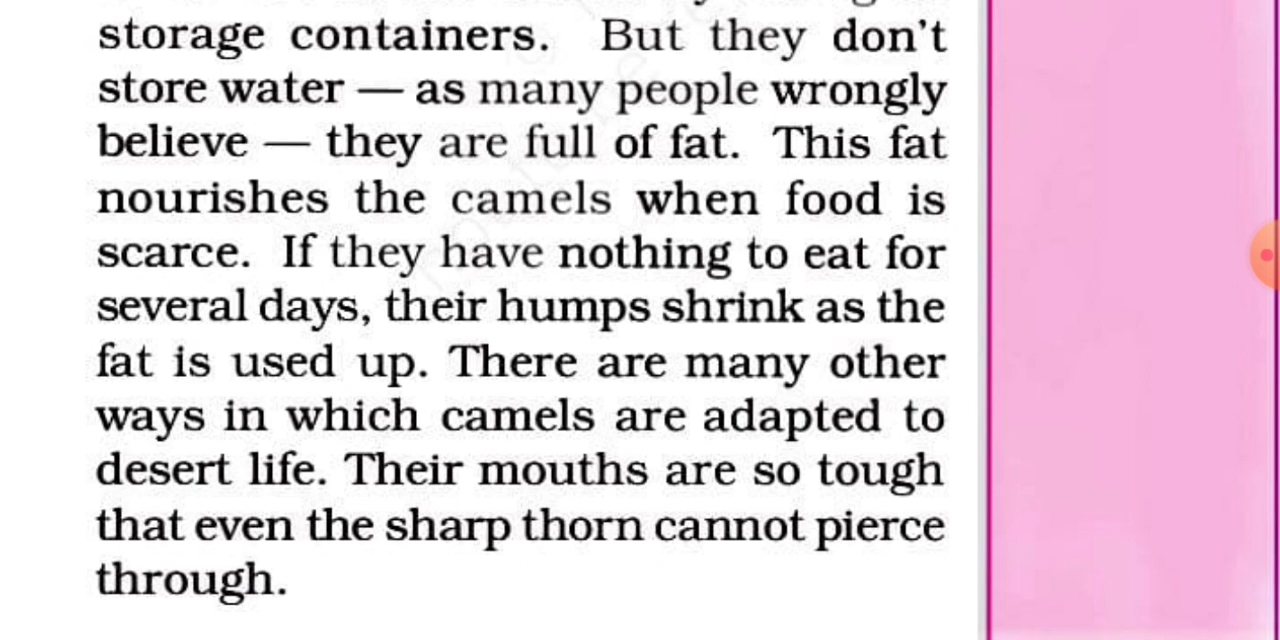 storage containers. But they don't
store water — as many people wrongly
believe — they are full of fat. This fat
nourishes the camels when food is
scarce. If they have nothing to eat for
several days, their humps shrink as the
fat is used up. There are many other
ways in which camels are adapted to
desert life. Their mouths are so tough
that even the sharp thorn cannot pierce
through.